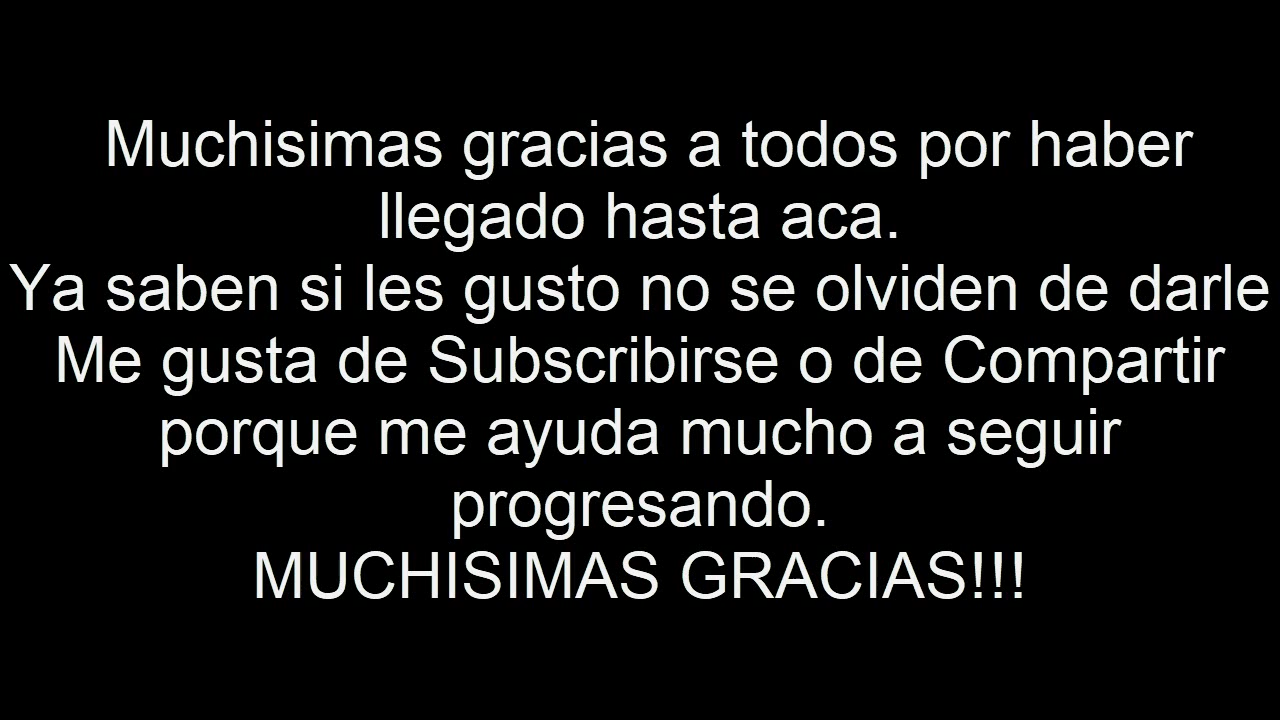 Muchisimas gracias a todos por haber
llegado hasta aca.
Ya saben si les gusto no se olviden de darle
Me gusta de Subscribirse o de Compartir
porque me ayuda mucho a seguir
progresando.
MUCHISIMAS GRACIAS!!!